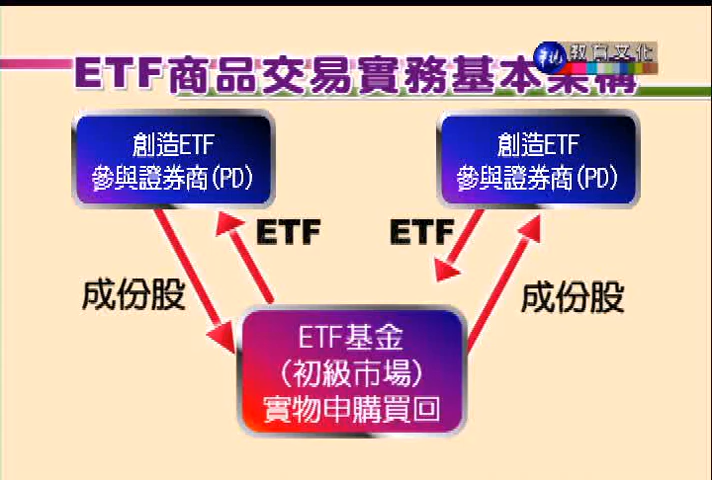 ETF商品交易實務基本架構
教育文化
創造ETF
參與證券商(PD)
創造ETF
參與證券商(PD)
ETF
ETF
成份股
成份股
ETF基金
(初級市場)
實物申購買回